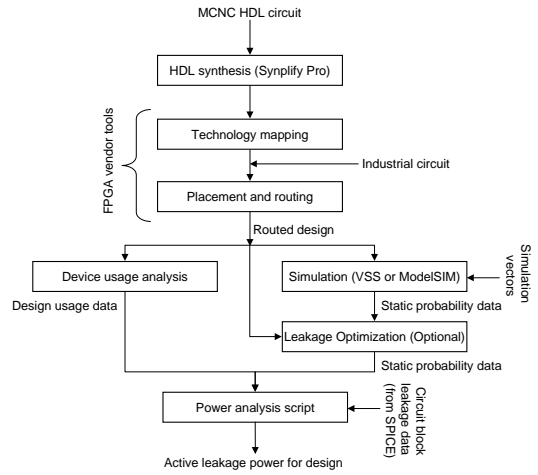 MCNC HDL circuit
HDL synthesis (Synplify Pro)
FPGA vendor tools
Technology mapping
Industrial circuit
Placement and routing
Routed design
Device usage analysis
Simulation (VSS or ModelSIM)
Simulation
vectors
Design usage data
Static probability data
Leakage Optimization (Optional)
Static probability data
Power analysis script
Circuit block
leakage data
(from SPICE)
Active leakage power for design